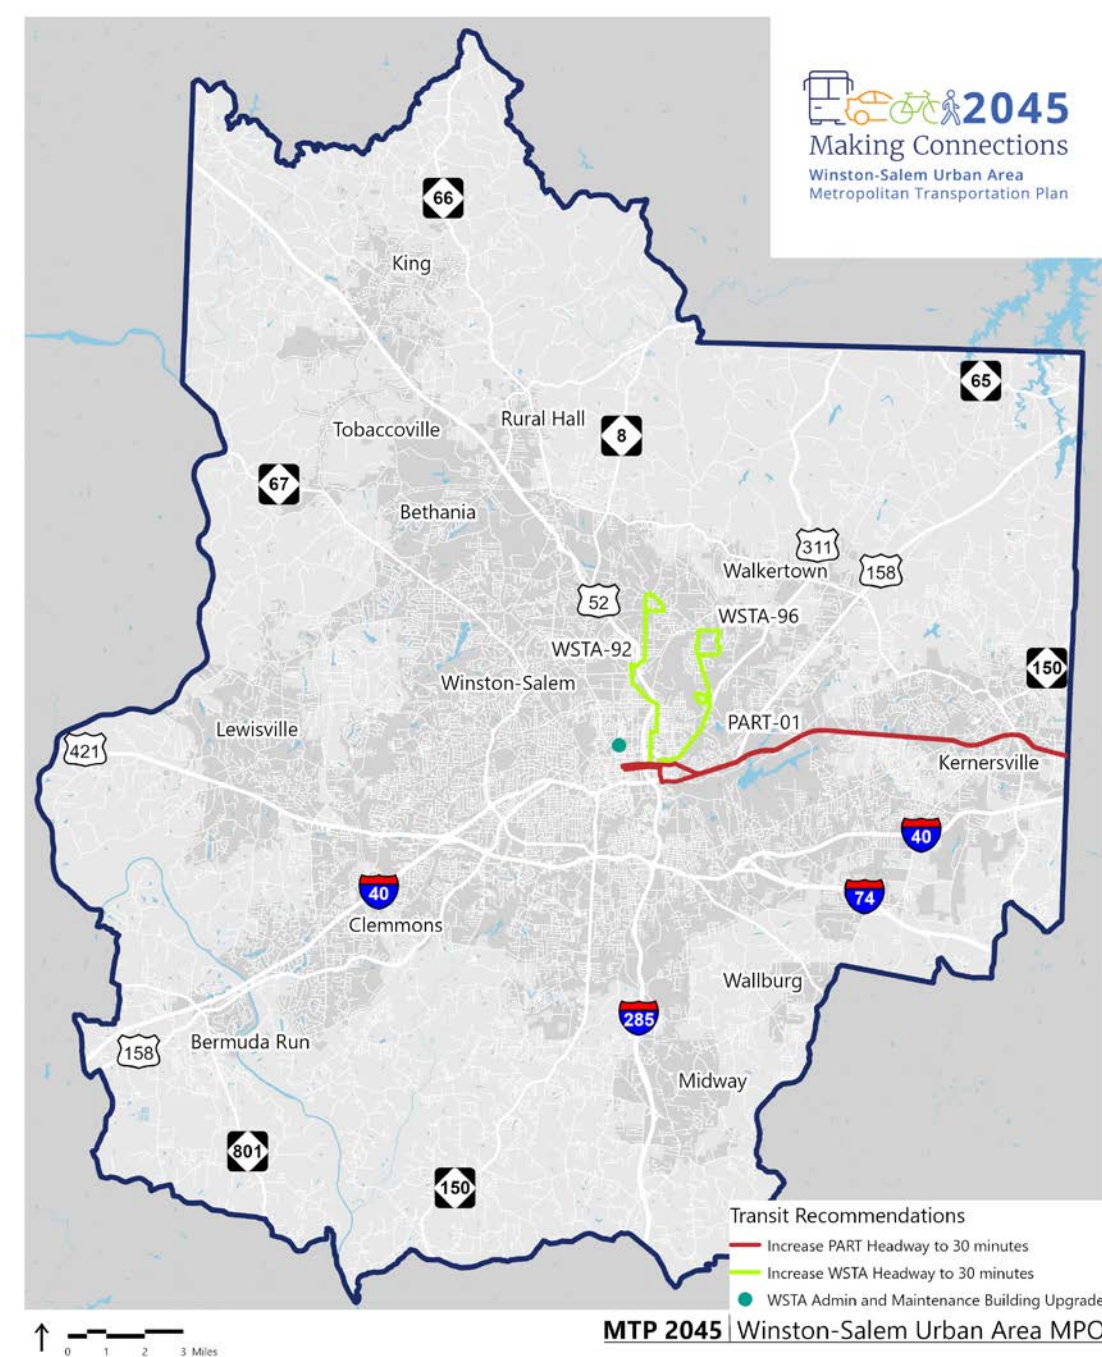 2045
Making Connections
Winston-Salem Urban Area
Metropolitan Transportation Plan
66
King
65
Rural Hall
Tobaccoville
8
67
Bethania
311
Walkertown
158
52
WSTA-96
WSTA-92
150
Winston-Salem
PART-01
Lewisville
421
Kernersville
40
40
74
Clemmons
Wallburg
285
Bermuda Run
158
Midway
801
150
Transit Recommendations
Increase PART Headway to 30 minutes
Increase WSTA Headway to 30 minutes
WSTA Admin and Maintenance Building Upgrade
MTP 2045 | Winston-Salem Urban Area MPO
0 1 2 3 Miles